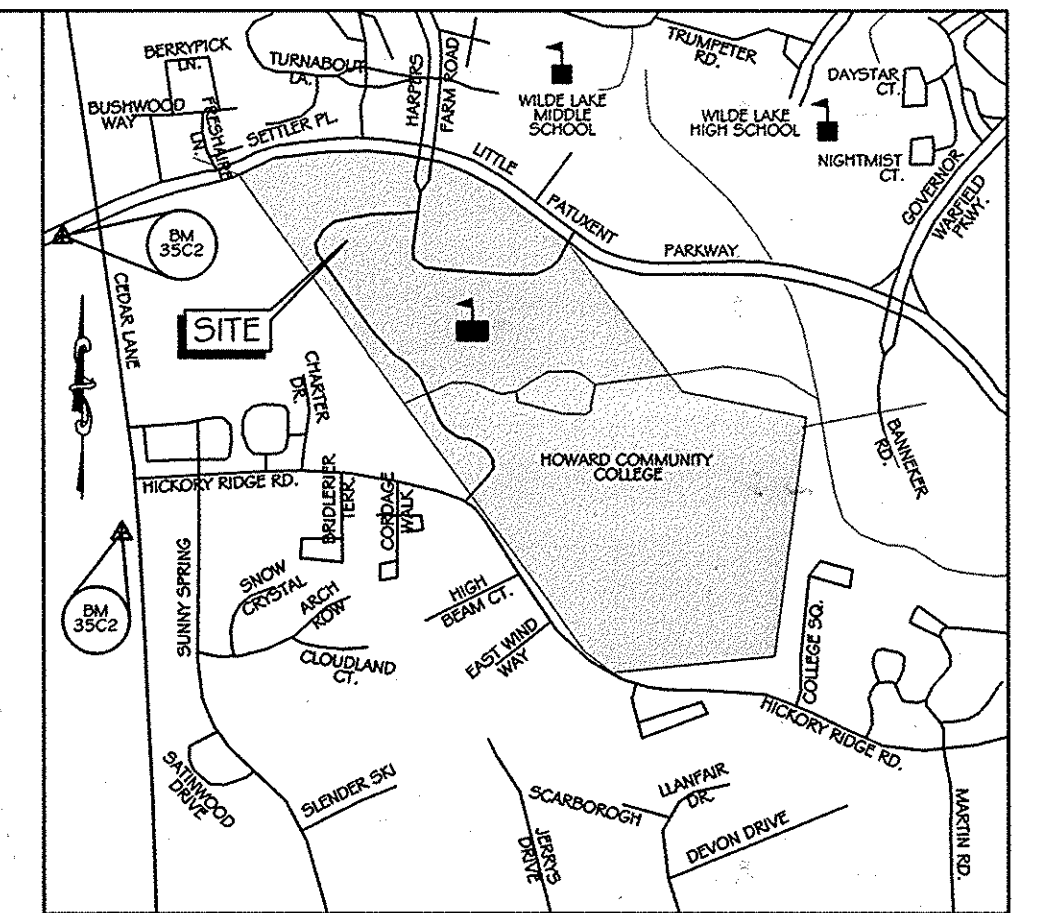 BERRYPICK
LN.
TURNABOUT
LA.
HARPERS
FARM ROAD
TRUMPETER
RD.
DAYSTAR
CT.
BUSHWOOD
WAY
FRESHAIRE
LN.
SETTLER PL.
WILDE LAKE
MIDDLE
SCHOOL
WILDE LAKE
HIGH SCHOOL
NIGHTMIST
CT.
GOVERNOR
WARFIELD
PKWY.
LITTLE
PATUXENT
PARKWAY
BM
35C2
CEDAR LANE
SITE
CHARTER
DR.
HOWARD COMMUNITY
COLLEGE
BANNEKER
RD.
HICKORY RIDGE RD.
BRIDLERIER
TERR.
CORDAGE
WALK
BM
35C2
SUNNY SPRING
SNOW
CRYSTAL
ARCH
ROW
CLOUDLAND
CT.
HIGH
BEAM CT.
EAST WIND
WAY
COLLEGE SQ.
HICKORY RIDGE RD.
SATINWOOD
DRIVE
SLENDER SKI
SCARBOROGH
LLANFAIR
DR.
JERRYS
DRIVE
DEVON DRIVE
MARTIN RD.